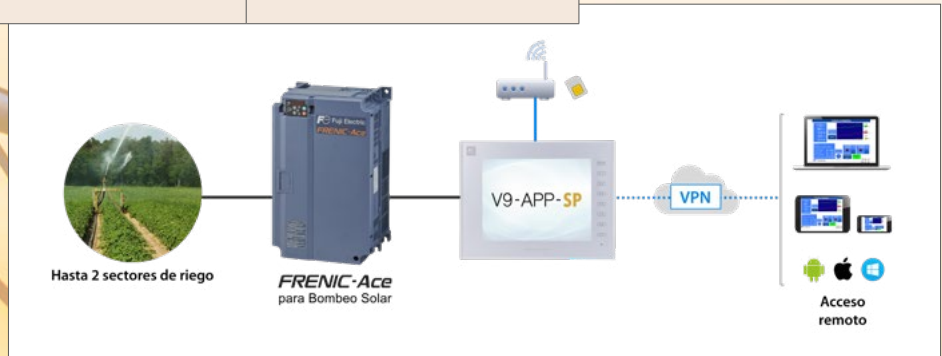 Hasta 2 sectores de riego
Fuji Electric
FRENIC-Ace
FRENIC-Ace
para Bombeo Solar
V9-APP-SP
VPN
Acceso
remoto